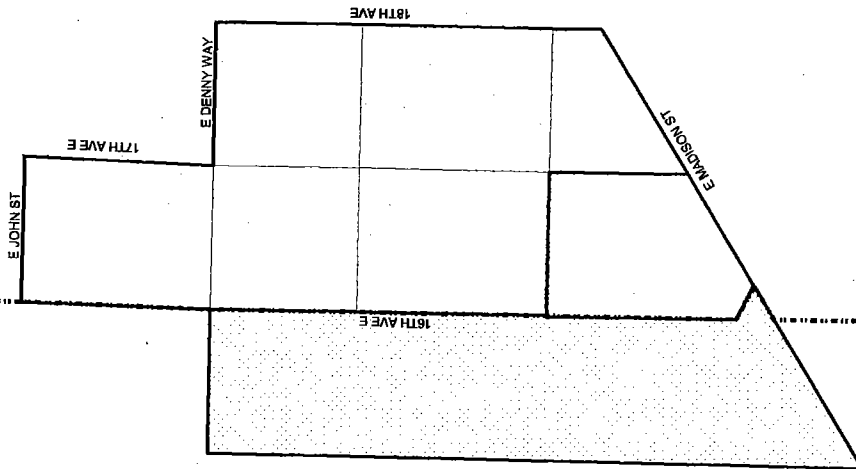 18TH AVE
E DENNY WAY
17TH AVE E
E MADISON ST
E JOHN ST
16TH AVE E